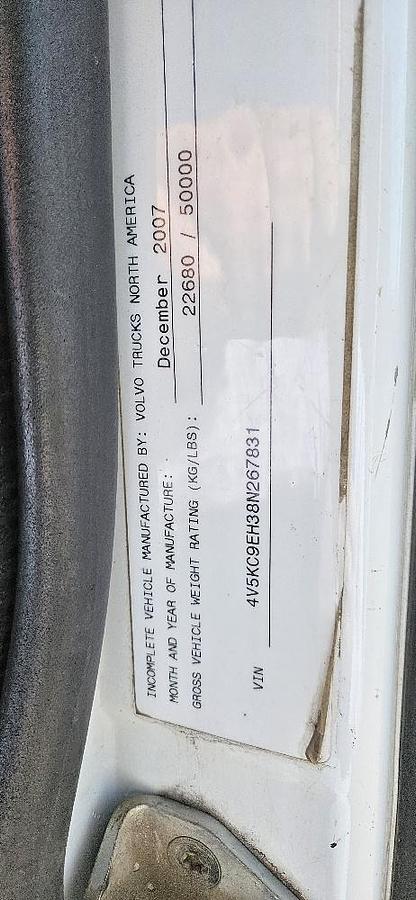 INCOMPLETE VEHICLE MANUFACTURED BY: VOLVO TRUCKS NORTH AMERICA
MONTH AND YEAR OF MANUFACTURE: December 2007
GROSS VEHICLE WEIGHT RATING (KG/LBS): 22680 / 50000
VIN 4V5KC9EH38N267831